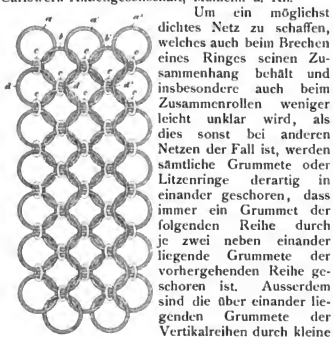 Um ein möglichst
dichtes Netz zu schaffen,
welches auch beim Brechen
eines Ringes seinen Zu-
sammenhang behält und
insbesondere auch beim
Zusammenrollen weniger
leicht unklar wird, als
dies sonst bei anderen
Netzen der Fall ist, werden
sämtliche Grummete oder
Litzenringe derartig in
einander geschoren, dass
immer ein Grummet der
folgenden Reihe durch
je zwei neben einander
liegende Grummete der
vorhergehenden Reihe ge-
schoren ist. Ausserdem
sind die über einander lie-
genden Grummete der
Vertikalreihen durch kleine